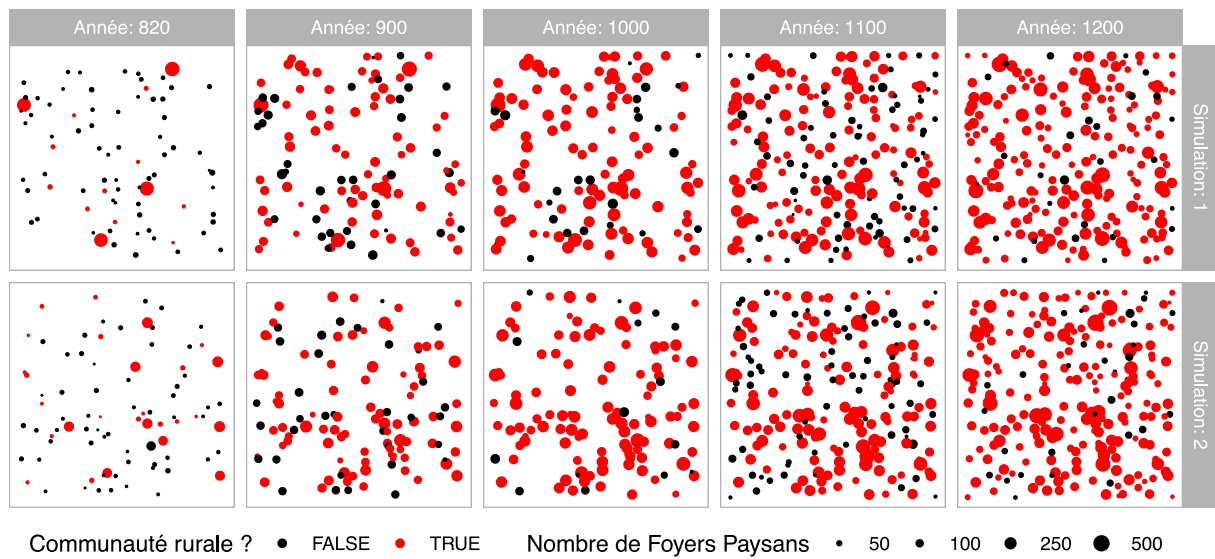 Année: 820
Année: 900
Année: 1000
Année: 1100
Année: 1200
Simulation: 1
Simulation: 2
Communauté rurale ? FALSE TRUE Nombre de Foyers Paysans 50 100 250 500